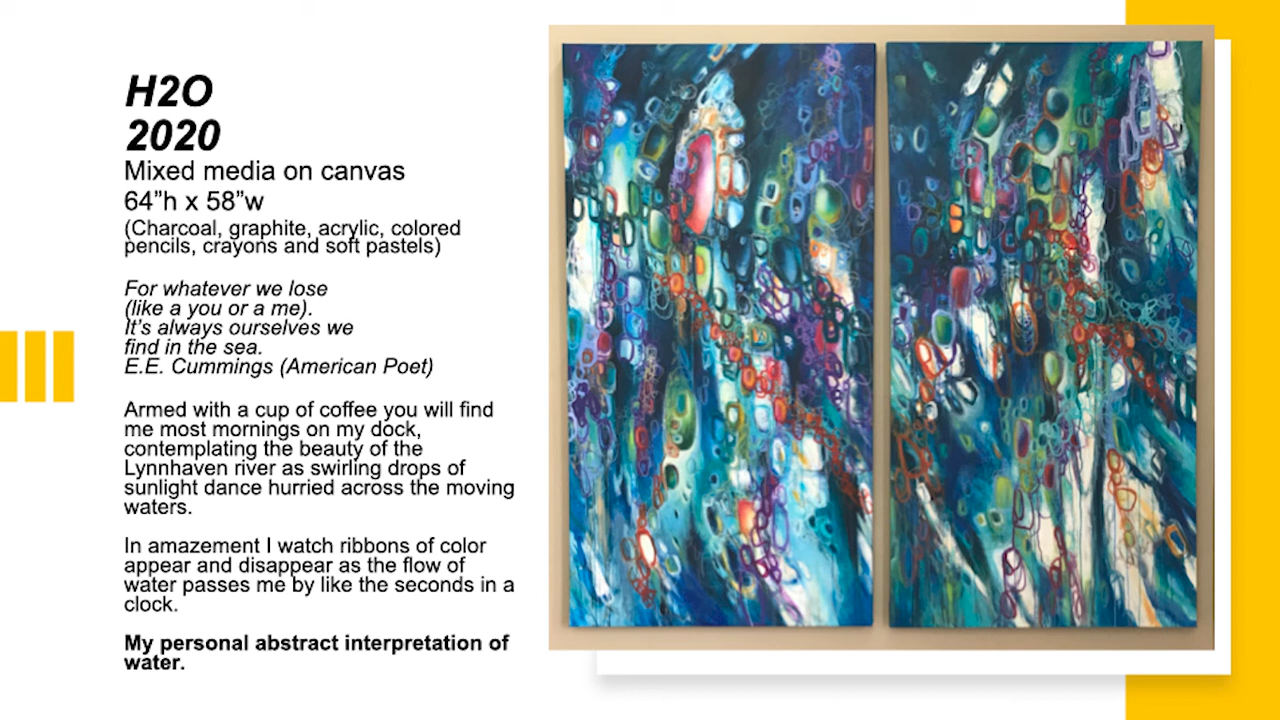 H2O
2020
Mixed media on canvas
64”h x 58”w
(Charcoal, graphite, acrylic, colored
pencils, crayons and soft pastels)
For whatever we lose
(like a you or a me).
It’s always ourselves we
find in the sea.
E.E. Cummings (American Poet)
Armed with a cup of coffee you will find
me most mornings on my dock,
contemplating the beauty of the
Lynnhaven river as swirling drops of
sunlight dance hurried across the moving
waters.
In amazement I watch ribbons of color
appear and disappear as the flow of
water passes me by like the seconds in a
clock.
My personal abstract interpretation of
water.